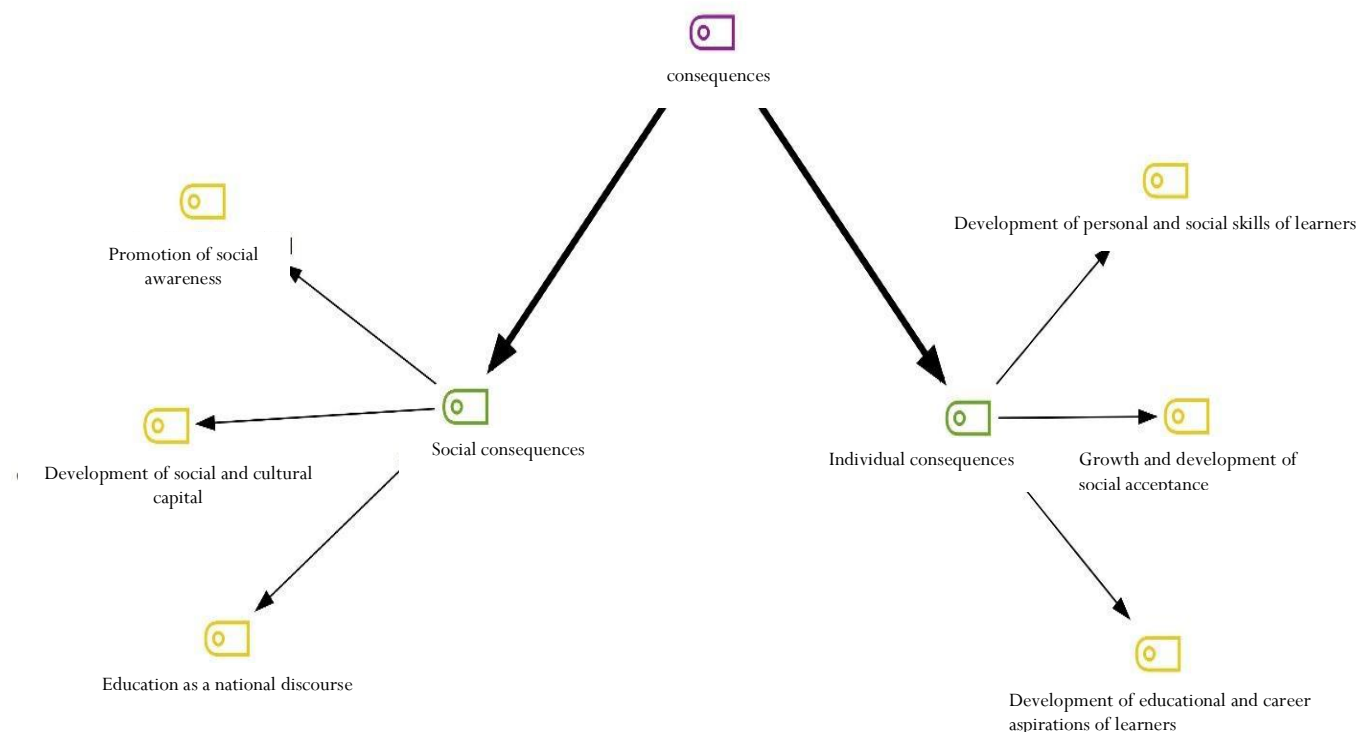 consequences
Development of personal and social skills of learners
Promotion of social
awareness
Social consequences
Individual consequences
Growth and development of
social acceptance
Development of social and cultural
capital
Education as a national discourse
Development of educational and career
aspirations of learners